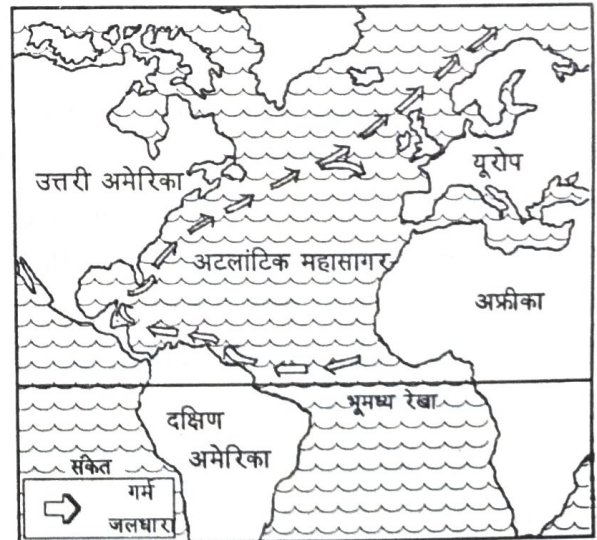 उत्तरी अमेरिका
यूरोप
अटलांटिक महासागर
अफ्रीका
भूमध्य रेखा
दक्षिण
अमेरिका
संकेत
गर्म
जलधारा